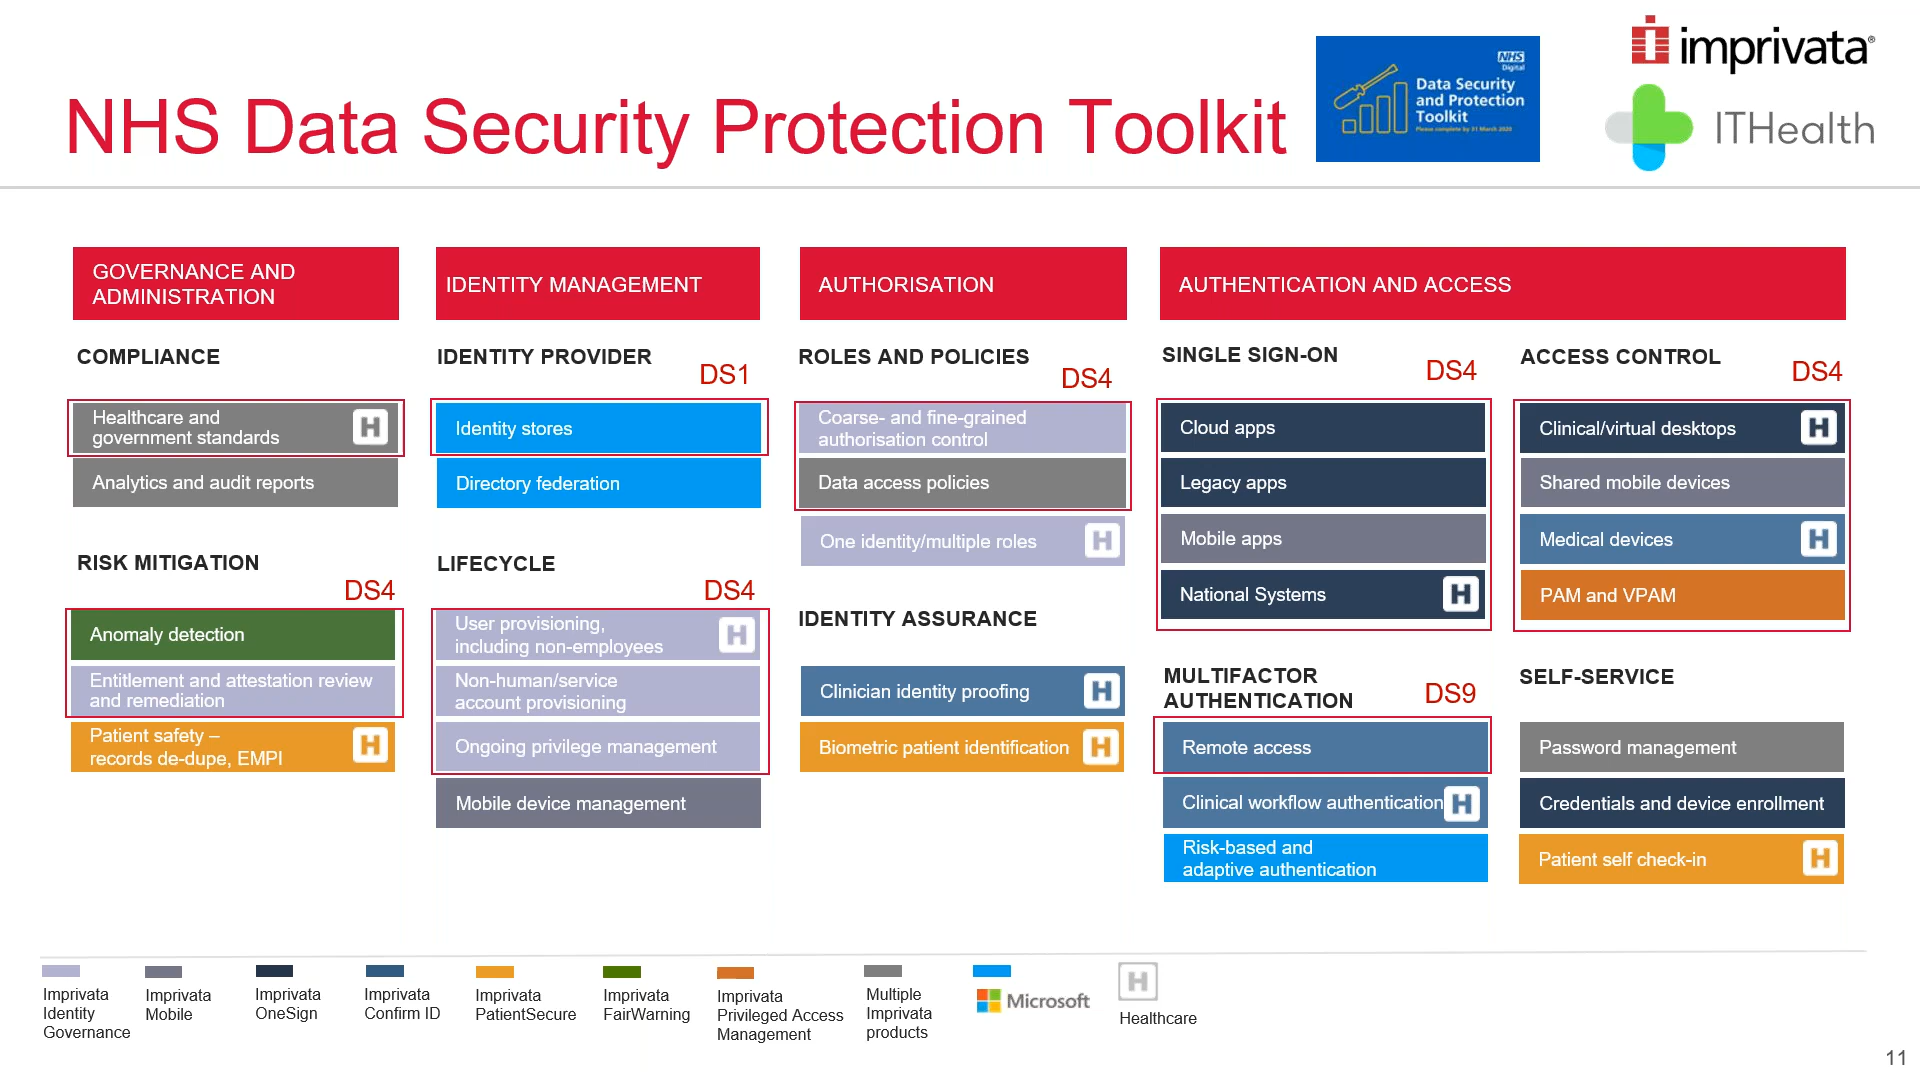 NHS Data Security Protection Toolkit
NHS
Digital
Data Security
and Protection
Toolkit
Please complete by 31 March 2020
imprivata®
ITHealth
GOVERNANCE AND
ADMINISTRATION
COMPLIANCE
Healthcare and
government standards
H
Analytics and audit reports
RISK MITIGATION
DS4
Anomaly detection
Entitlement and attestation review
and remediation
Patient safety –
records de-dupe, EMPI
H
IDENTITY MANAGEMENT
IDENTITY PROVIDER
DS1
Identity stores
Directory federation
LIFECYCLE
DS4
User provisioning,
including non-employees
H
Non-human/service
account provisioning
Ongoing privilege management
Mobile device management
AUTHORISATION
ROLES AND POLICIES
DS4
Coarse- and fine-grained
authorisation control
Data access policies
One identity/multiple roles
H
IDENTITY ASSURANCE
Clinician identity proofing
H
Biometric patient identification
H
AUTHENTICATION AND ACCESS
SINGLE SIGN-ON
DS4
Cloud apps
Legacy apps
Mobile apps
National Systems
H
MULTIFACTOR
AUTHENTICATION
DS9
Remote access
Clinical workflow authentication
H
Risk-based and
adaptive authentication
ACCESS CONTROL
DS4
Clinical/virtual desktops
H
Shared mobile devices
Medical devices
H
PAM and VPAM
SELF-SERVICE
Password management
Credentials and device enrollment
Patient self check-in
H
Imprivata
Identity
Governance
Imprivata
Mobile
Imprivata
OneSign
Imprivata
Confirm ID
Imprivata
PatientSecure
Imprivata
FairWarning
Imprivata
Privileged Access
Management
Multiple
Imprivata
products
Microsoft
H
Healthcare
11